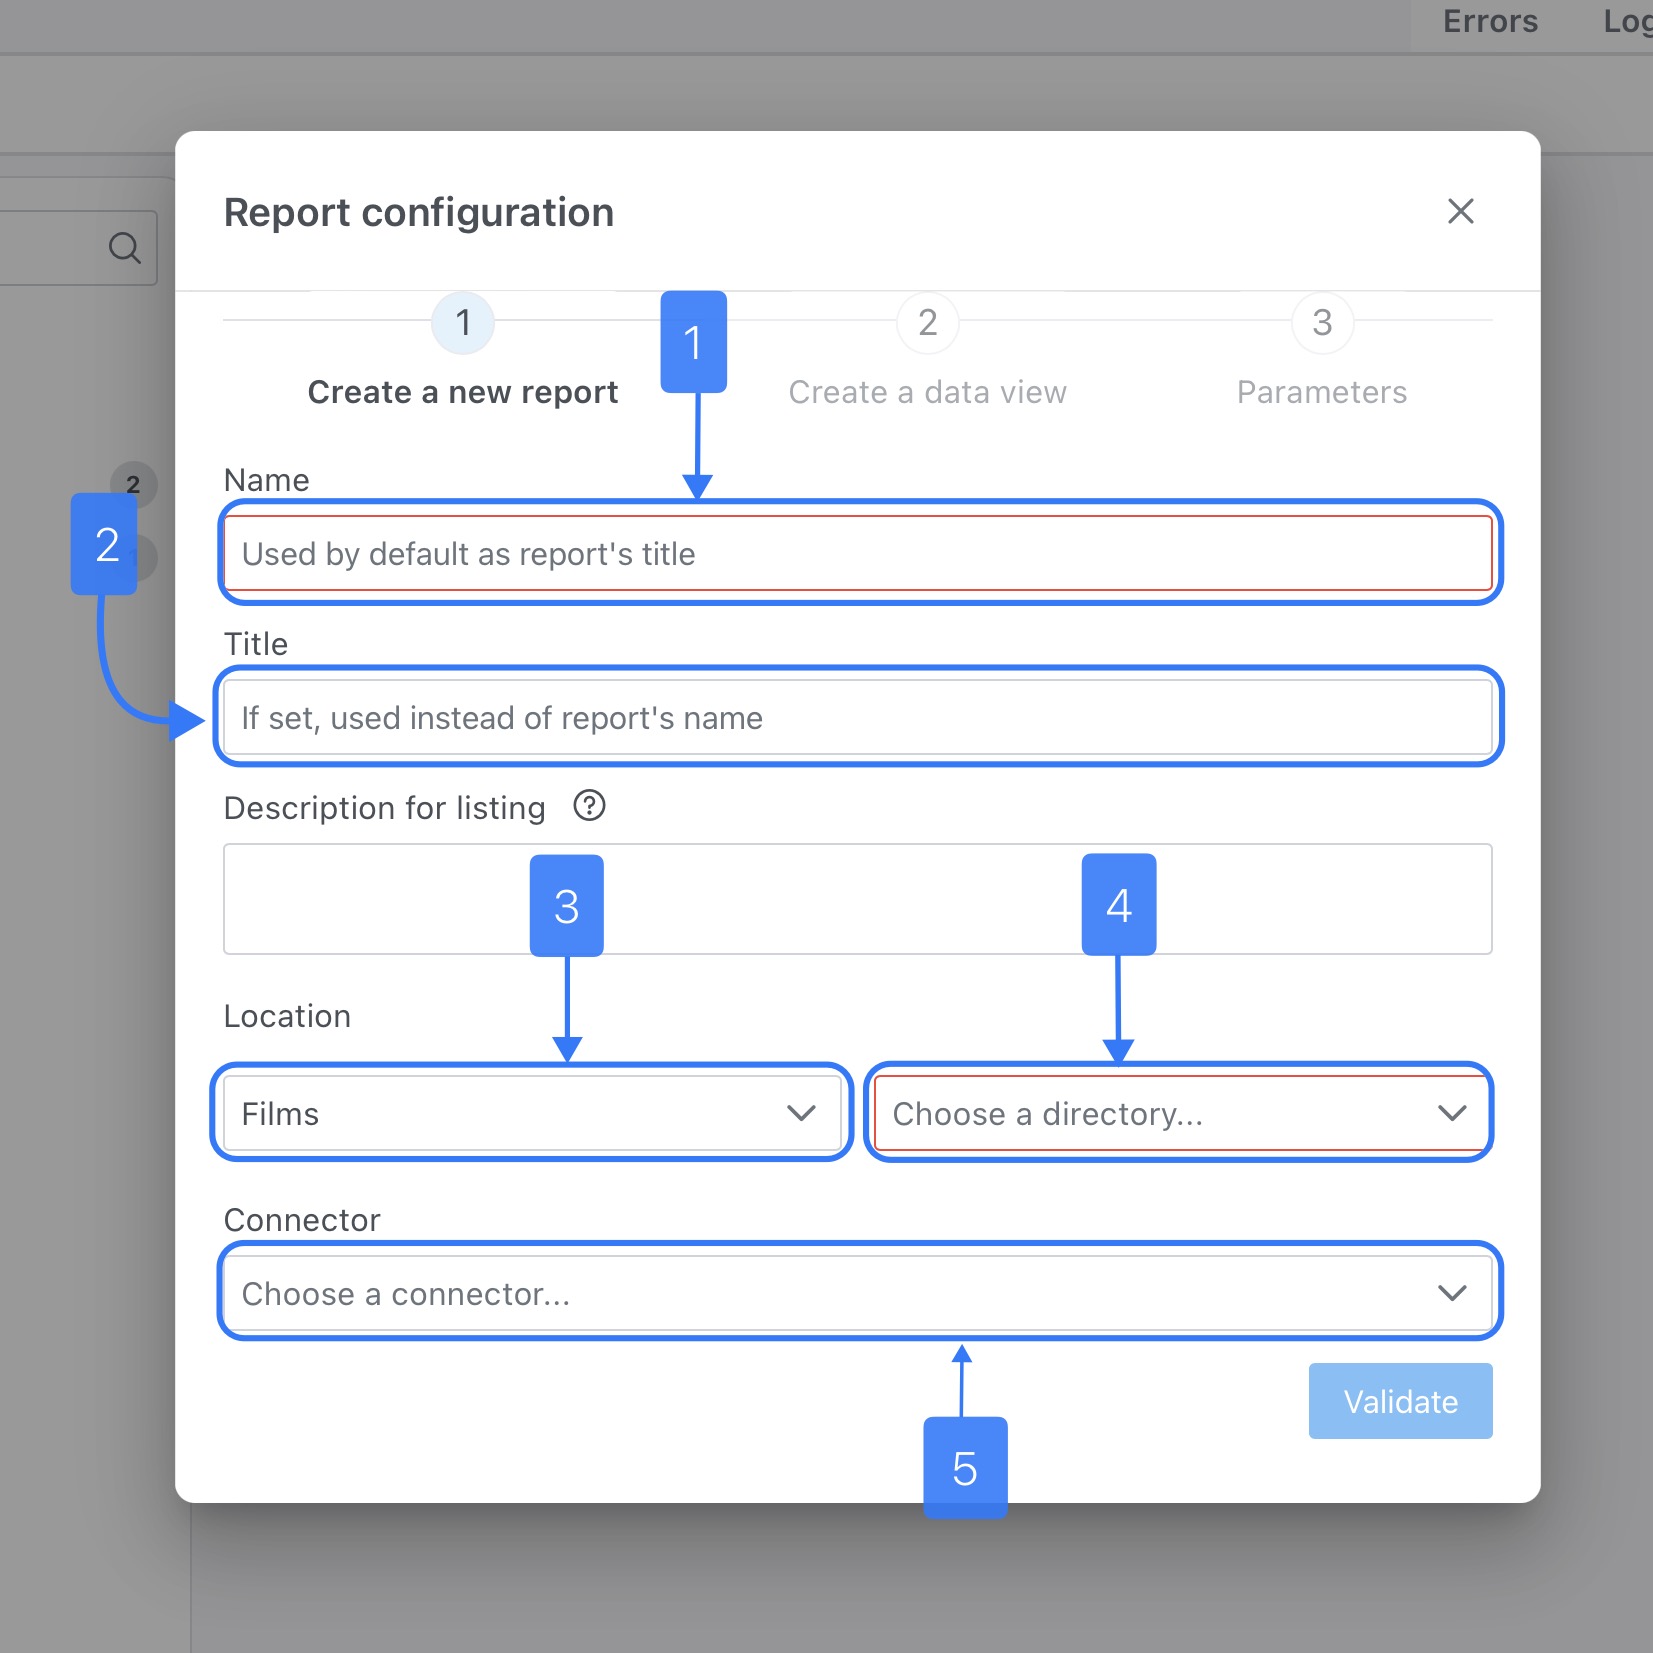 Errors
Report configuration
1 2 3
1
Create a new report Create a data view Parameters
Name
2
2
1
Used by default as report's title
Title
If set, used instead of report's name
Description for listing ?
3 4
Location
Films Choose a directory...
Connector
Choose a connector...
Validate
5